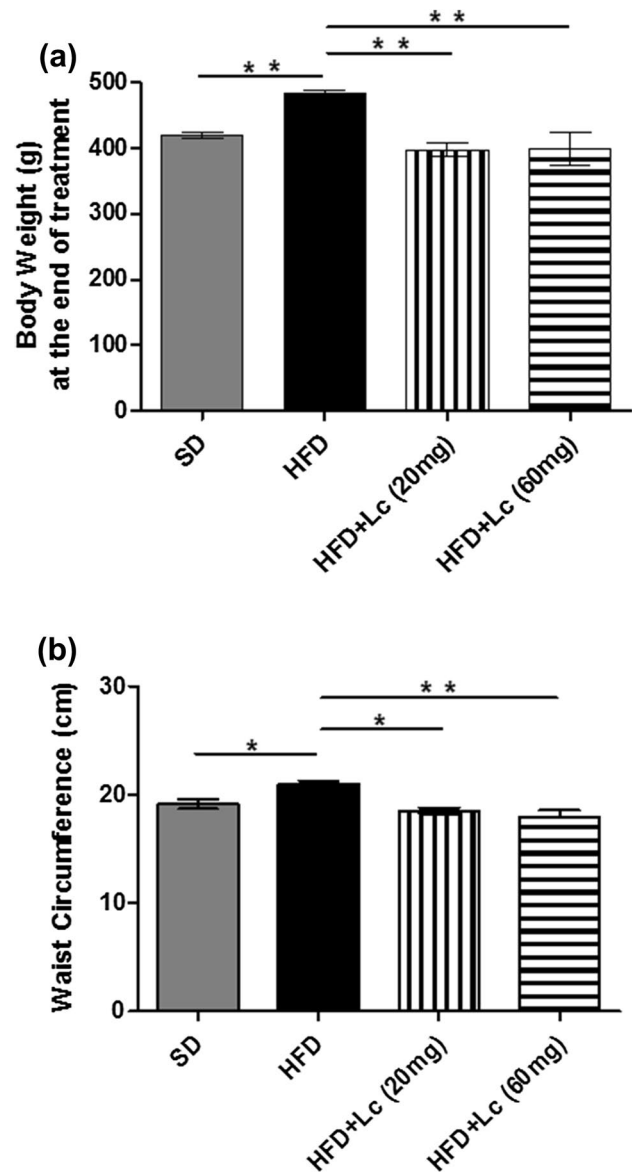 (a)
* *
* *
* *
Body Weight (g)
at the end of treatment
500
400
300
200
100
0
SD
HFD
HFD+Lc (20mg)
HFD+Lc (60mg)
(b)
* *
*
*
Waist Circumference (cm)
30
20
10
0
SD
HFD
HFD+Lc (20mg)
HFD+Lc (60mg)